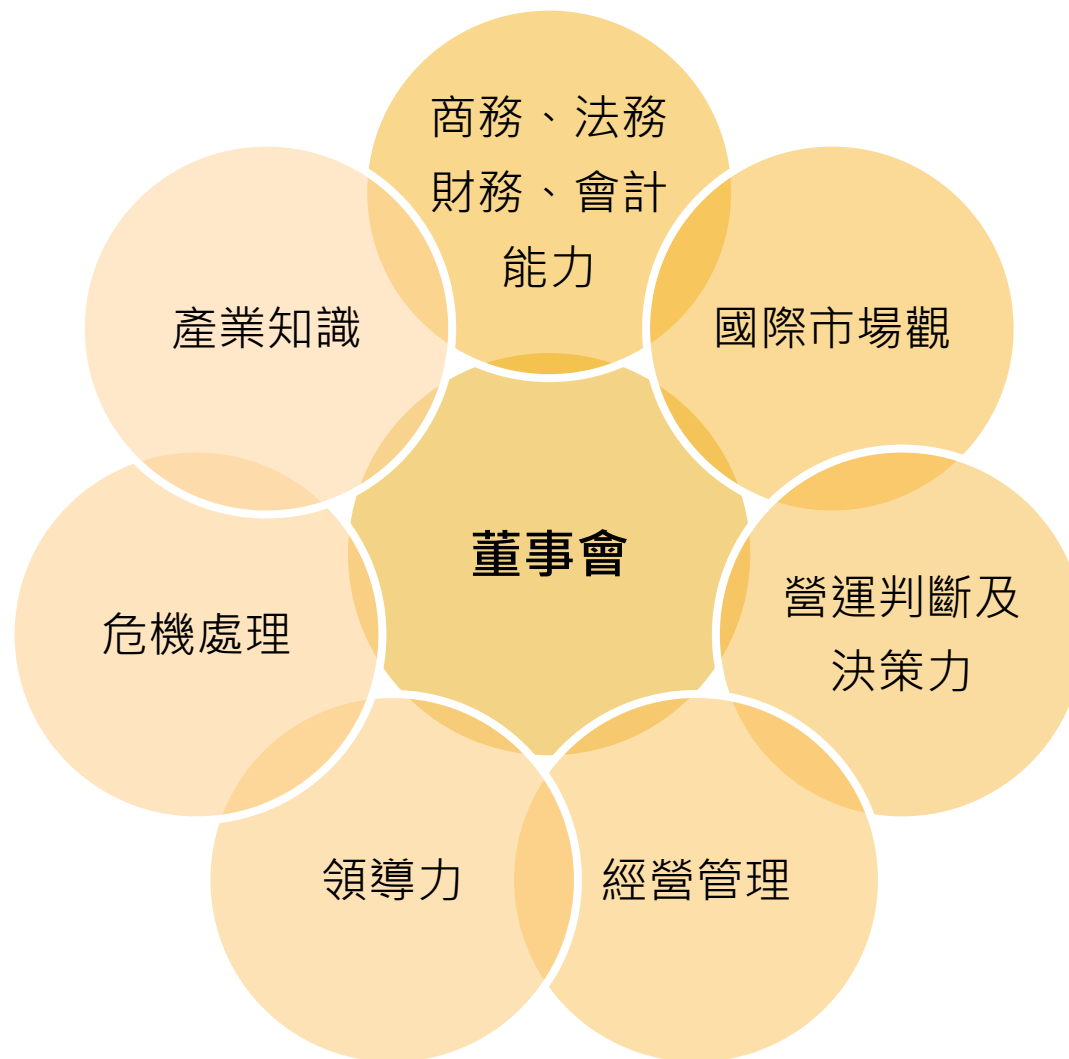 商務、法務
財務、會計
能力
國際市場觀
營運判斷及
決策力
經營管理
領導力
危機處理
產業知識
董事會